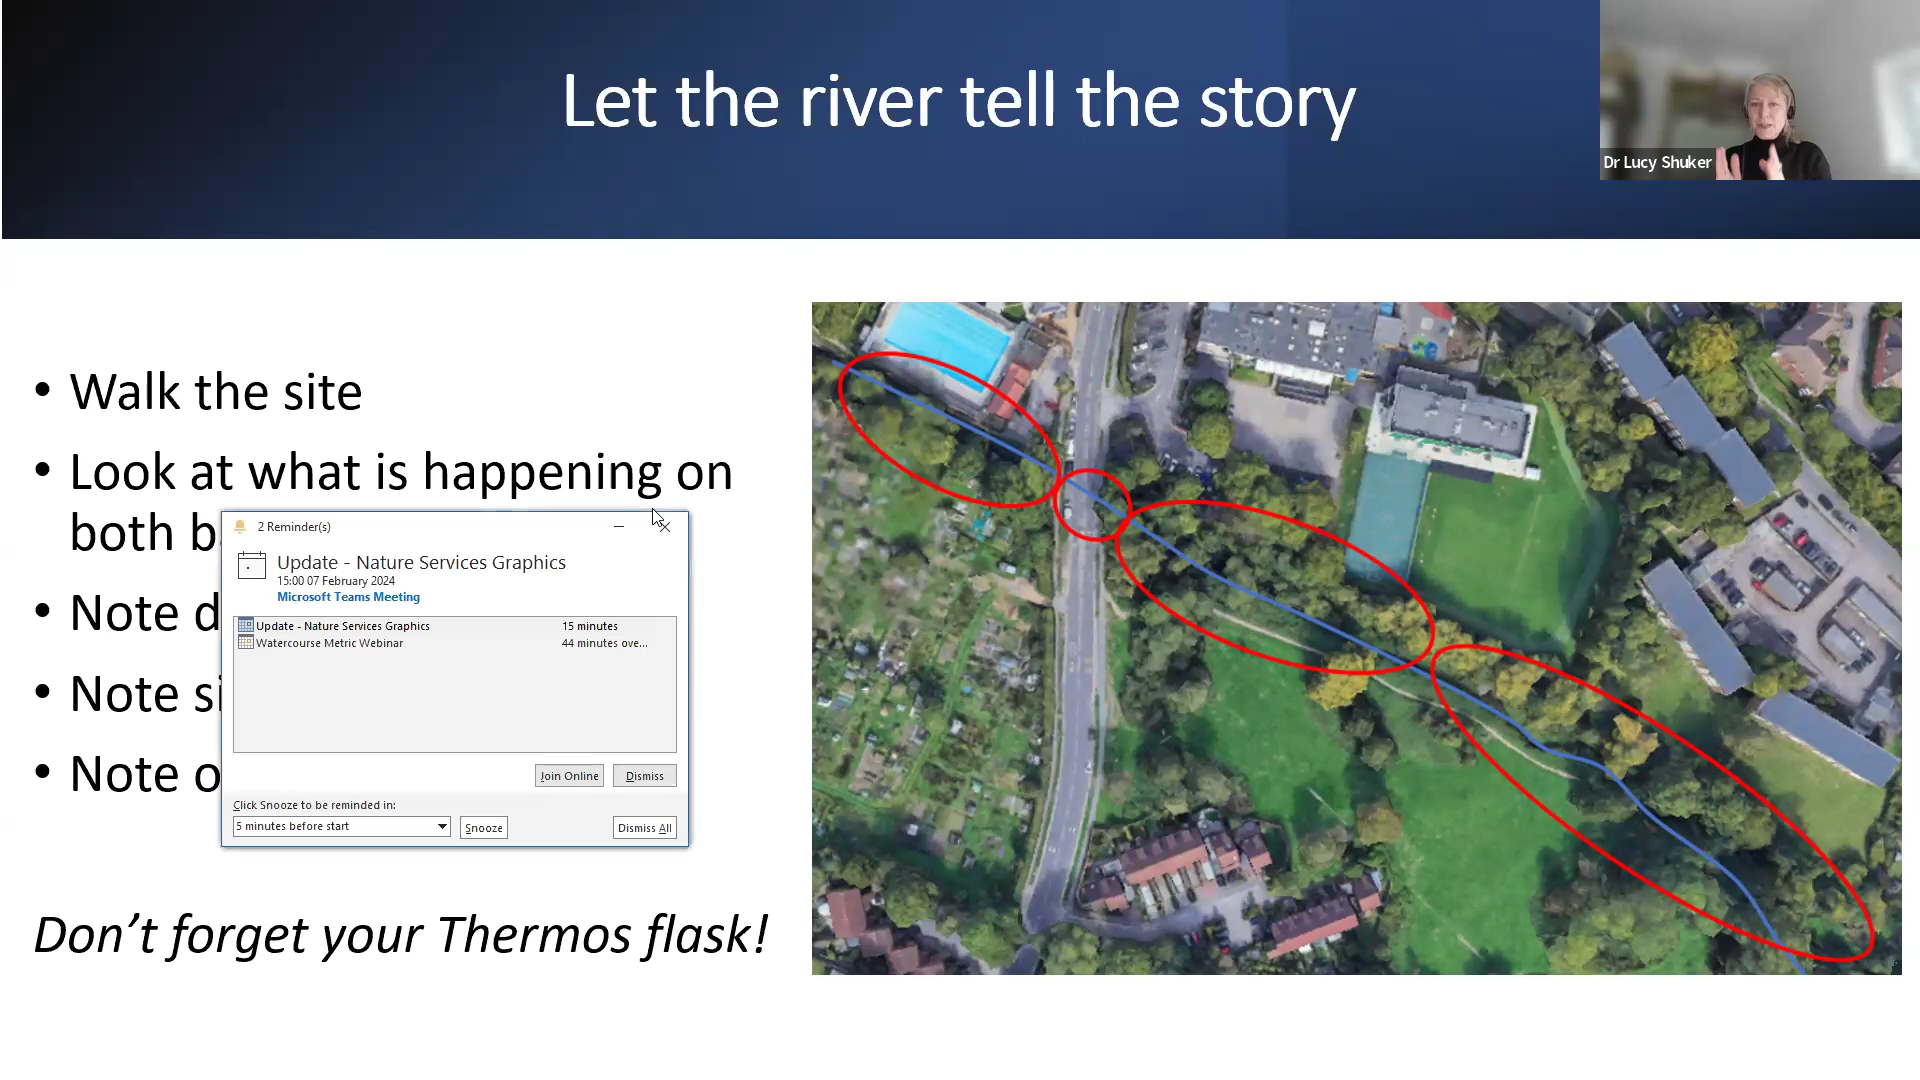 Let the river tell the story
Dr Lucy Shuker
• Walk the site
• Look at what is happening on
both b
• Note d
• Note si
• Note o
2 Reminder(s)
Update - Nature Services Graphics
15:00 07 February 2024
Microsoft Teams Meeting
Update - Nature Services Graphics 15 minutes
Watercourse Metric Webinar 44 minutes ove...
Join Online Dismiss
Click Snooze to be reminded in:
5 minutes before start Snooze Dismiss All
Don't forget your Thermos flask!